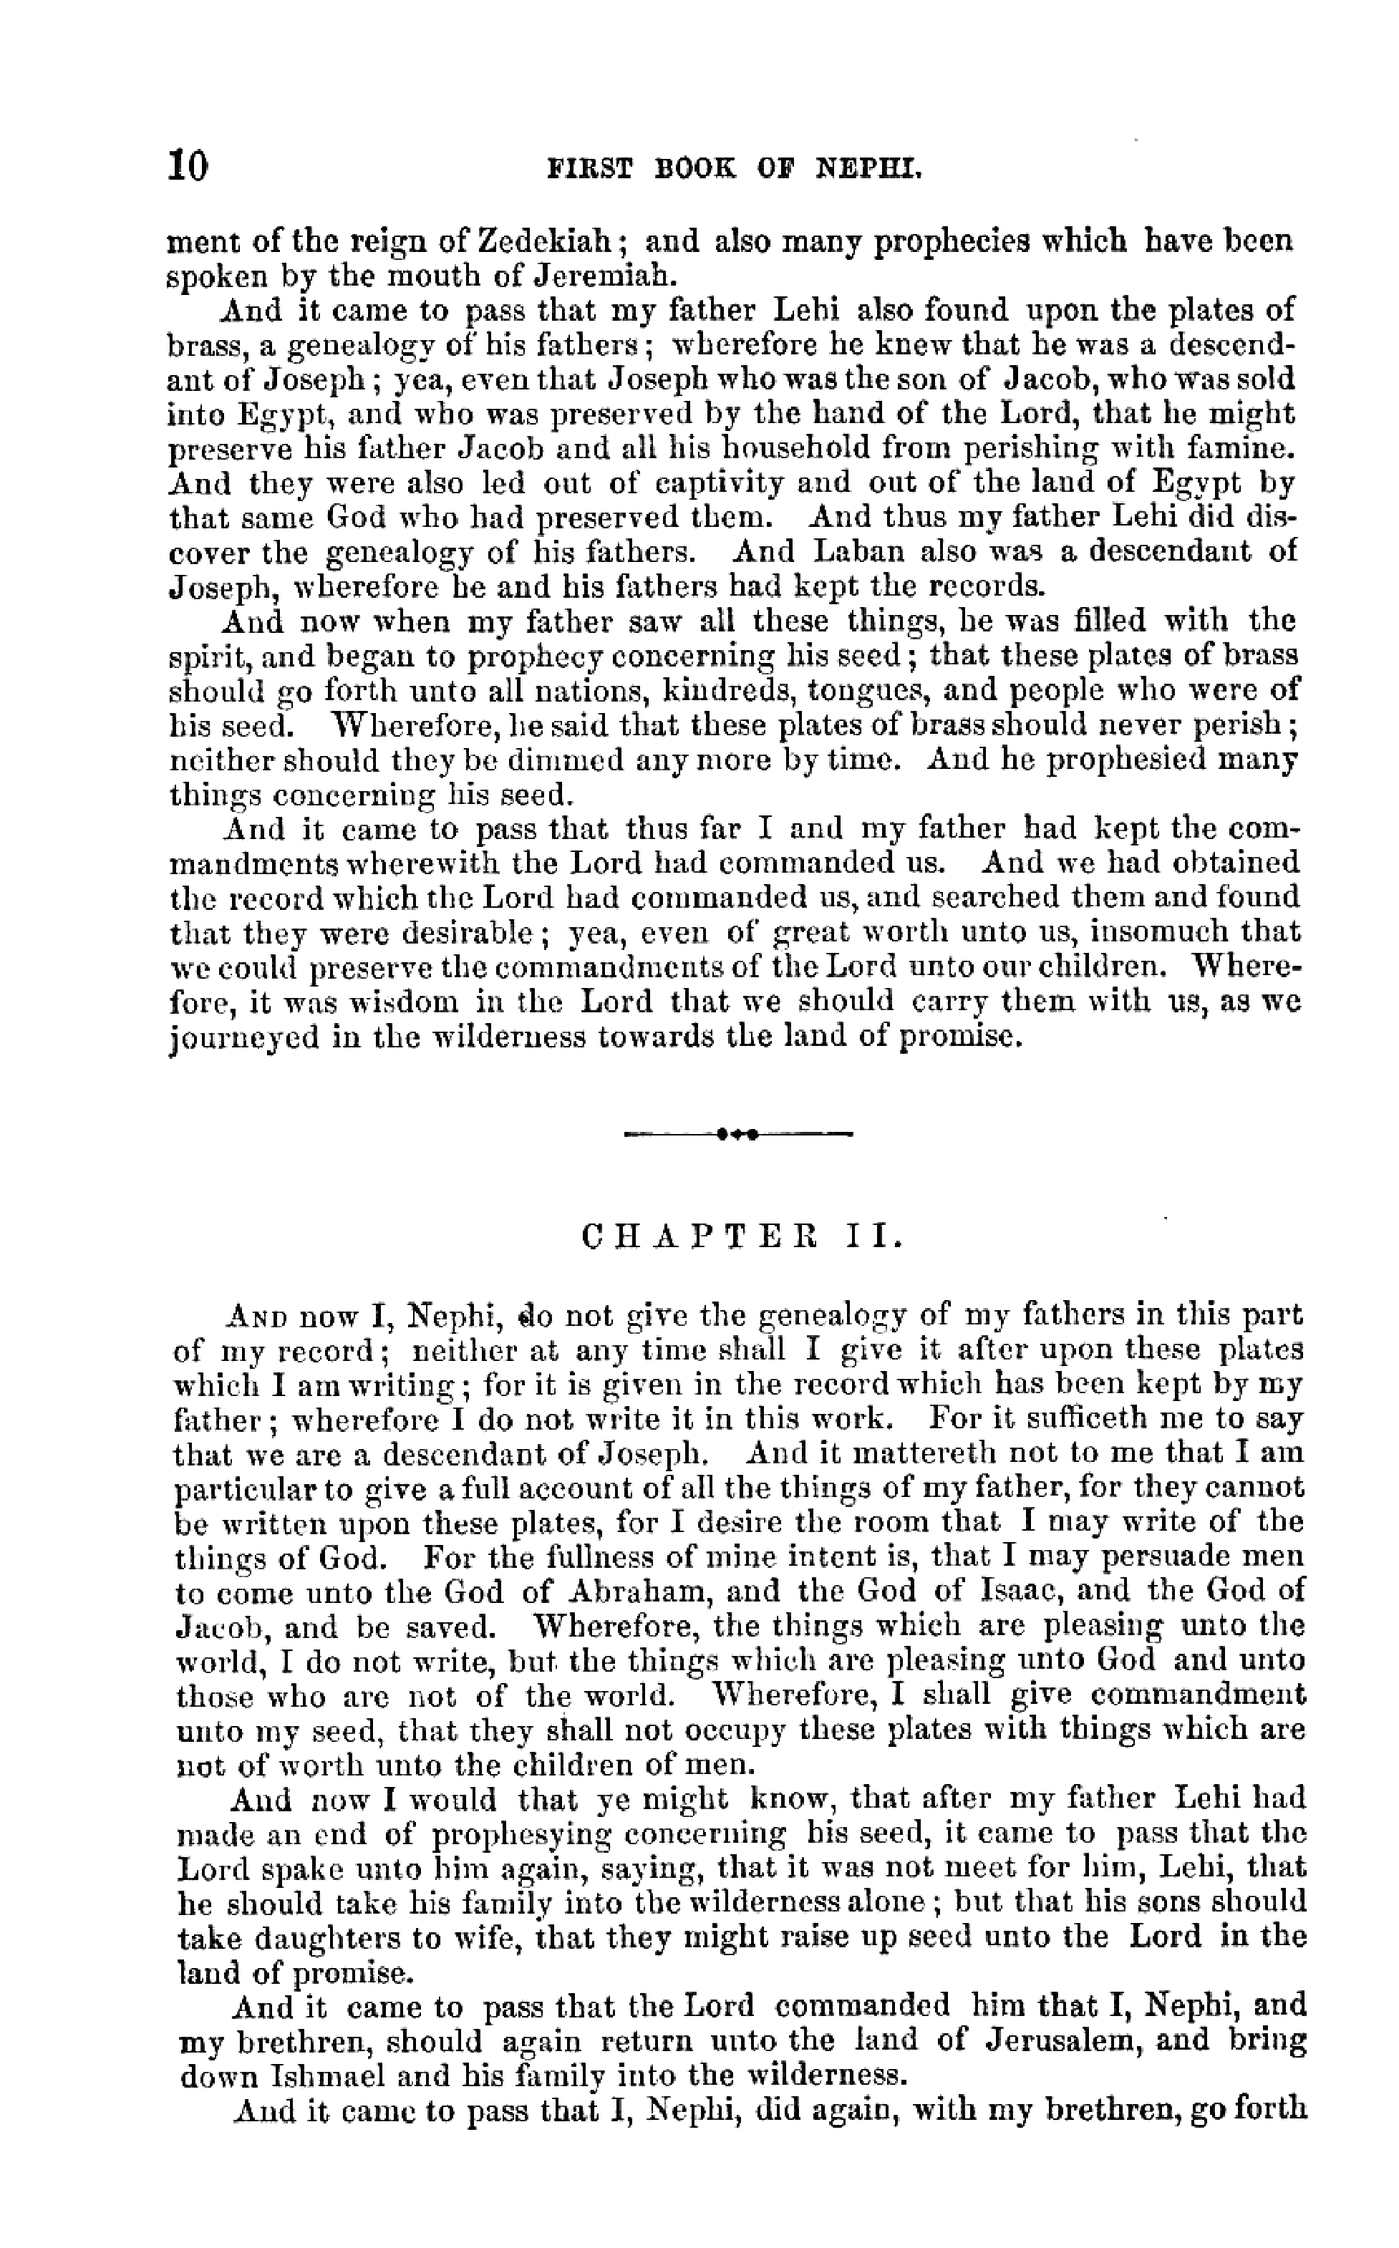 10 FIRST BOOK OF NEPHI.
ment of the reign of Zedekiah; and also many prophecies which have been
spoken by the mouth of Jeremiah.
And it came to pass that my father Lehi also found upon the plates of
brass, a genealogy of his fathers; wherefore he knew that he was a descend-
ant of Joseph; yea, even that Joseph who was the son of Jacob, who was sold
into Egypt, and who was preserved by the hand of the Lord, that he might
preserve his father Jacob and all his household from perishing with famine.
And they were also led out of captivity and out of the land of Egypt by
that same God who had preserved them. And thus my father Lehi did dis-
cover the genealogy of his fathers. And Laban also was a descendant of
Joseph, wherefore he and his fathers had kept the records.
And now when my father saw all these things, he was filled with the
spirit, and began to prophecy concerning his seed; that these plates of brass
should go forth unto all nations, kindreds, tongues, and people who were of
his seed. Wherefore, he said that these plates of brass should never perish;
neither should they be dimmed any more by time. And he prophesied many
things concerning his seed.
And it came to pass that thus far I and my father had kept the com-
mandments wherewith the Lord had commanded us. And we had obtained
the record which the Lord had commanded us, and searched them and found
that they were desirable; yea, even of great worth unto us, insomuch that
we could preserve the commandments of the Lord unto our children. Where-
fore, it was wisdom in the Lord that we should carry them with us, as we
journeyed in the wilderness towards the land of promise.
CHAPTER II.
AND now I, Nephi, do not give the genealogy of my fathers in this part
of my record; neither at any time shall I give it after upon these plates
which I am writing; for it is given in the record which has been kept by my
father; wherefore I do not write it in this work. For it sufficeth me to say
that we are a descendant of Joseph. And it mattereth not to me that I am
particular to give a full account of all the things of my father, for they cannot
be written upon these plates, for I desire the room that I may write of the
things of God. For the fullness of mine intent is, that I may persuade men
to come unto the God of Abraham, and the God of Isaac, and the God of
Jacob, and be saved. Wherefore, the things which are pleasing unto the
world, I do not write, but the things which are pleasing unto God and unto
those who are not of the world. Wherefore, I shall give commandment
unto my seed, that they shall not occupy these plates with things which are
not of worth unto the children of men.
And now I would that ye might know, that after my father Lehi had
made an end of prophesying concerning his seed, it came to pass that the
Lord spake unto him again, saying, that it was not meet for him, Lehi, that
he should take his family into the wilderness alone; but that his sons should
take daughters to wife, that they might raise up seed unto the Lord in the
land of promise.
And it came to pass that the Lord commanded him that I, Nephi, and
my brethren, should again return unto the land of Jerusalem, and bring
down Ishmael and his family into the wilderness.
And it came to pass that I, Nephi, did again, with my brethren, go forth